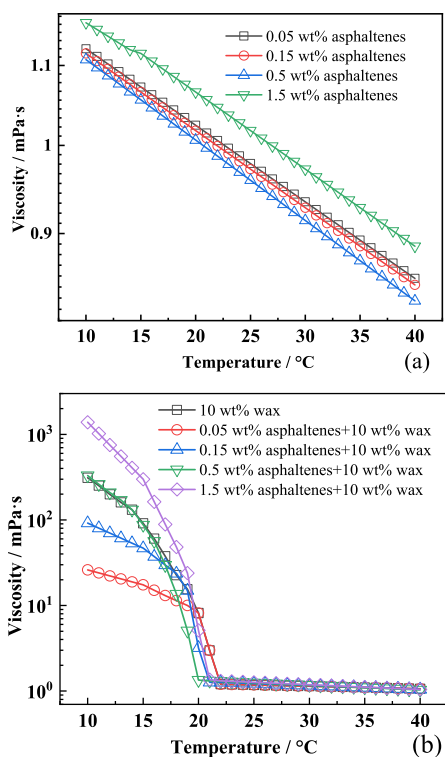 0.05 wt% asphaltenes
0.15 wt% asphaltenes
0.5 wt% asphaltenes
1.5 wt% asphaltenes
Viscosity / mPa·s
1.1
1
0.9
10 15 20 25 30 35 40
Temperature / °C
(a)
10 wt% wax
0.05 wt% asphaltenes+10 wt% wax
0.15 wt% asphaltenes+10 wt% wax
0.5 wt% asphaltenes+10 wt% wax
1.5 wt% asphaltenes+10 wt% wax
Viscosity / mPa·s
10³
10²
10¹
10⁰
10 15 20 25 30 35 40
Temperature / °C
(b)